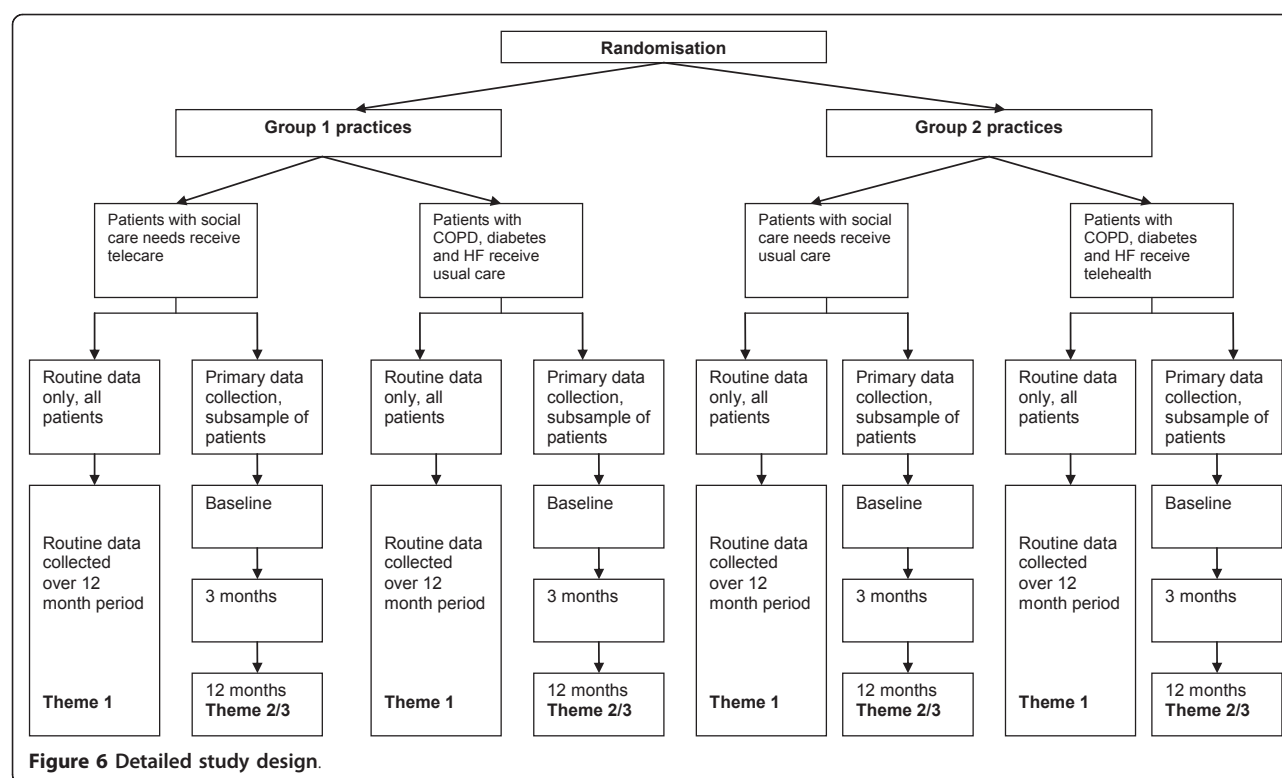 Randomisation
Group 1 practices
Group 2 practices
Patients with social
care needs receive
telecare
Patients with
COPD, diabetes
and HF receive
usual care
Patients with social
care needs receive
usual care
Patients with
COPD, diabetes
and HF receive
telehealth
Routine data
only, all
patients
Primary data
collection,
subsample of
patients
Routine data
only, all
patients
Primary data
collection,
subsample of
patients
Routine data
only, all
patients
Primary data
collection,
subsample of
patients
Routine data
only, all
patients
Primary data
collection,
subsample of
patients
Routine data
collected
over 12
month period
Theme 1
Baseline
3 months
12 months
Theme 2/3
Routine data
collected
over 12
month period
Theme 1
Baseline
3 months
12 months
Theme 2/3
Routine data
collected
over 12
month period
Theme 1
Baseline
3 months
12 months
Theme 2/3
Routine data
collected
over 12
month period
Theme 1
Baseline
3 months
12 months
Theme 2/3
Figure 6 Detailed study design.